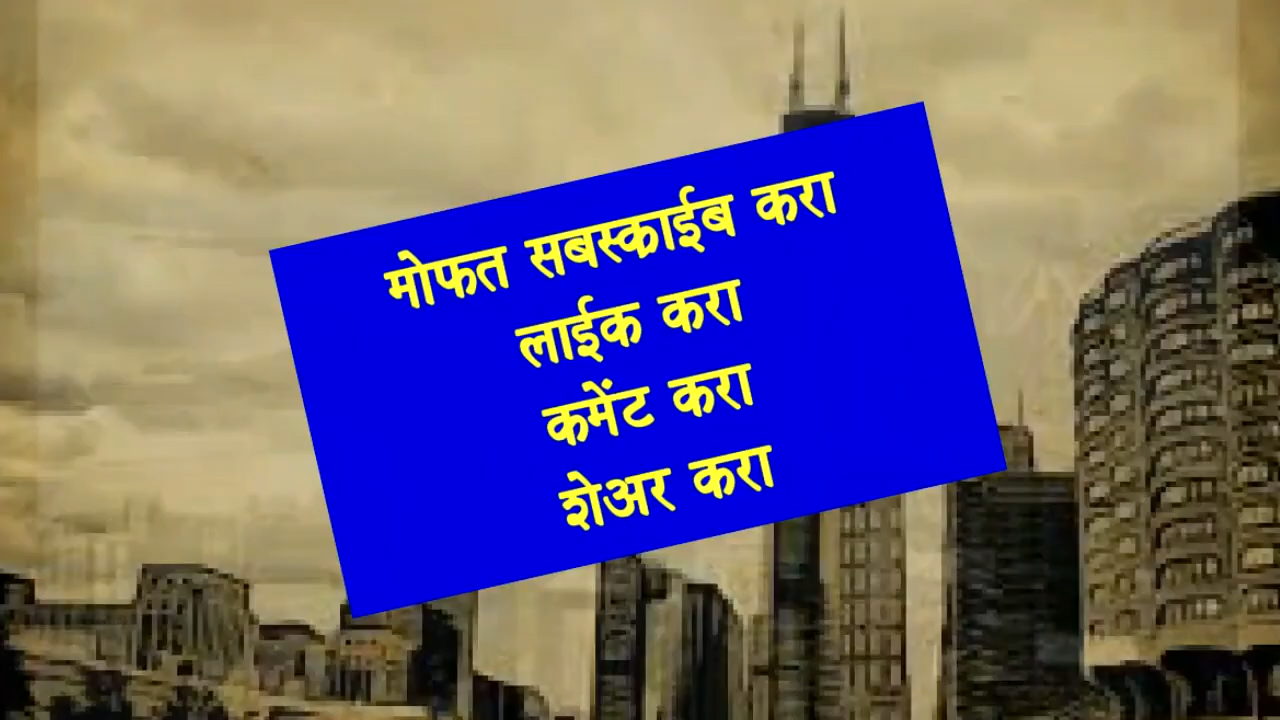 मोफत सबस्क्राईब करा
लाईक करा
कमेंट करा
शेअर करा